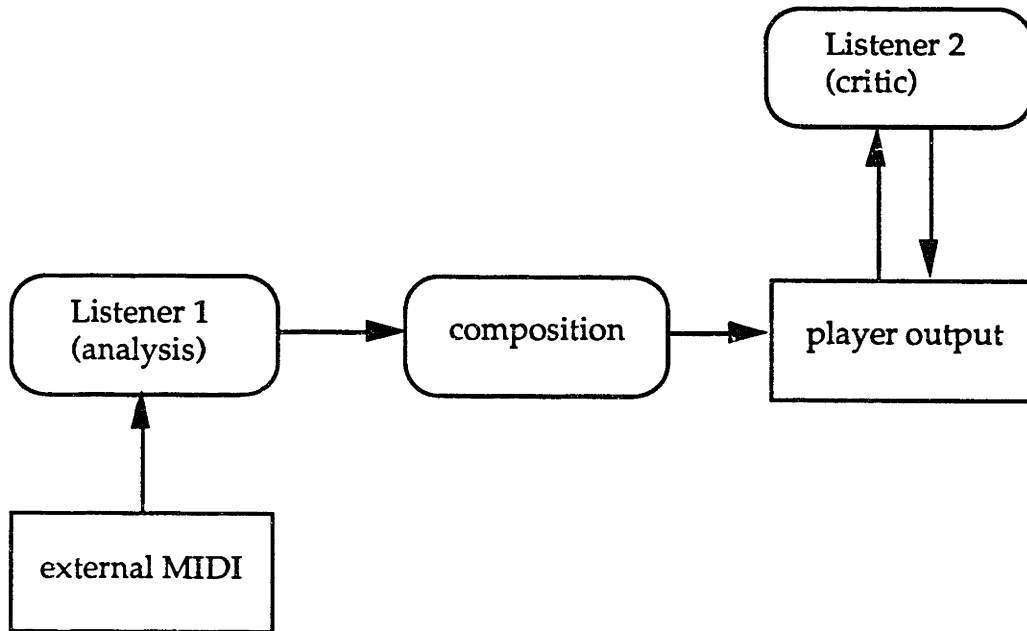 Listener 2
(critic)
Listener 1
(analysis)
composition
player output
external MIDI